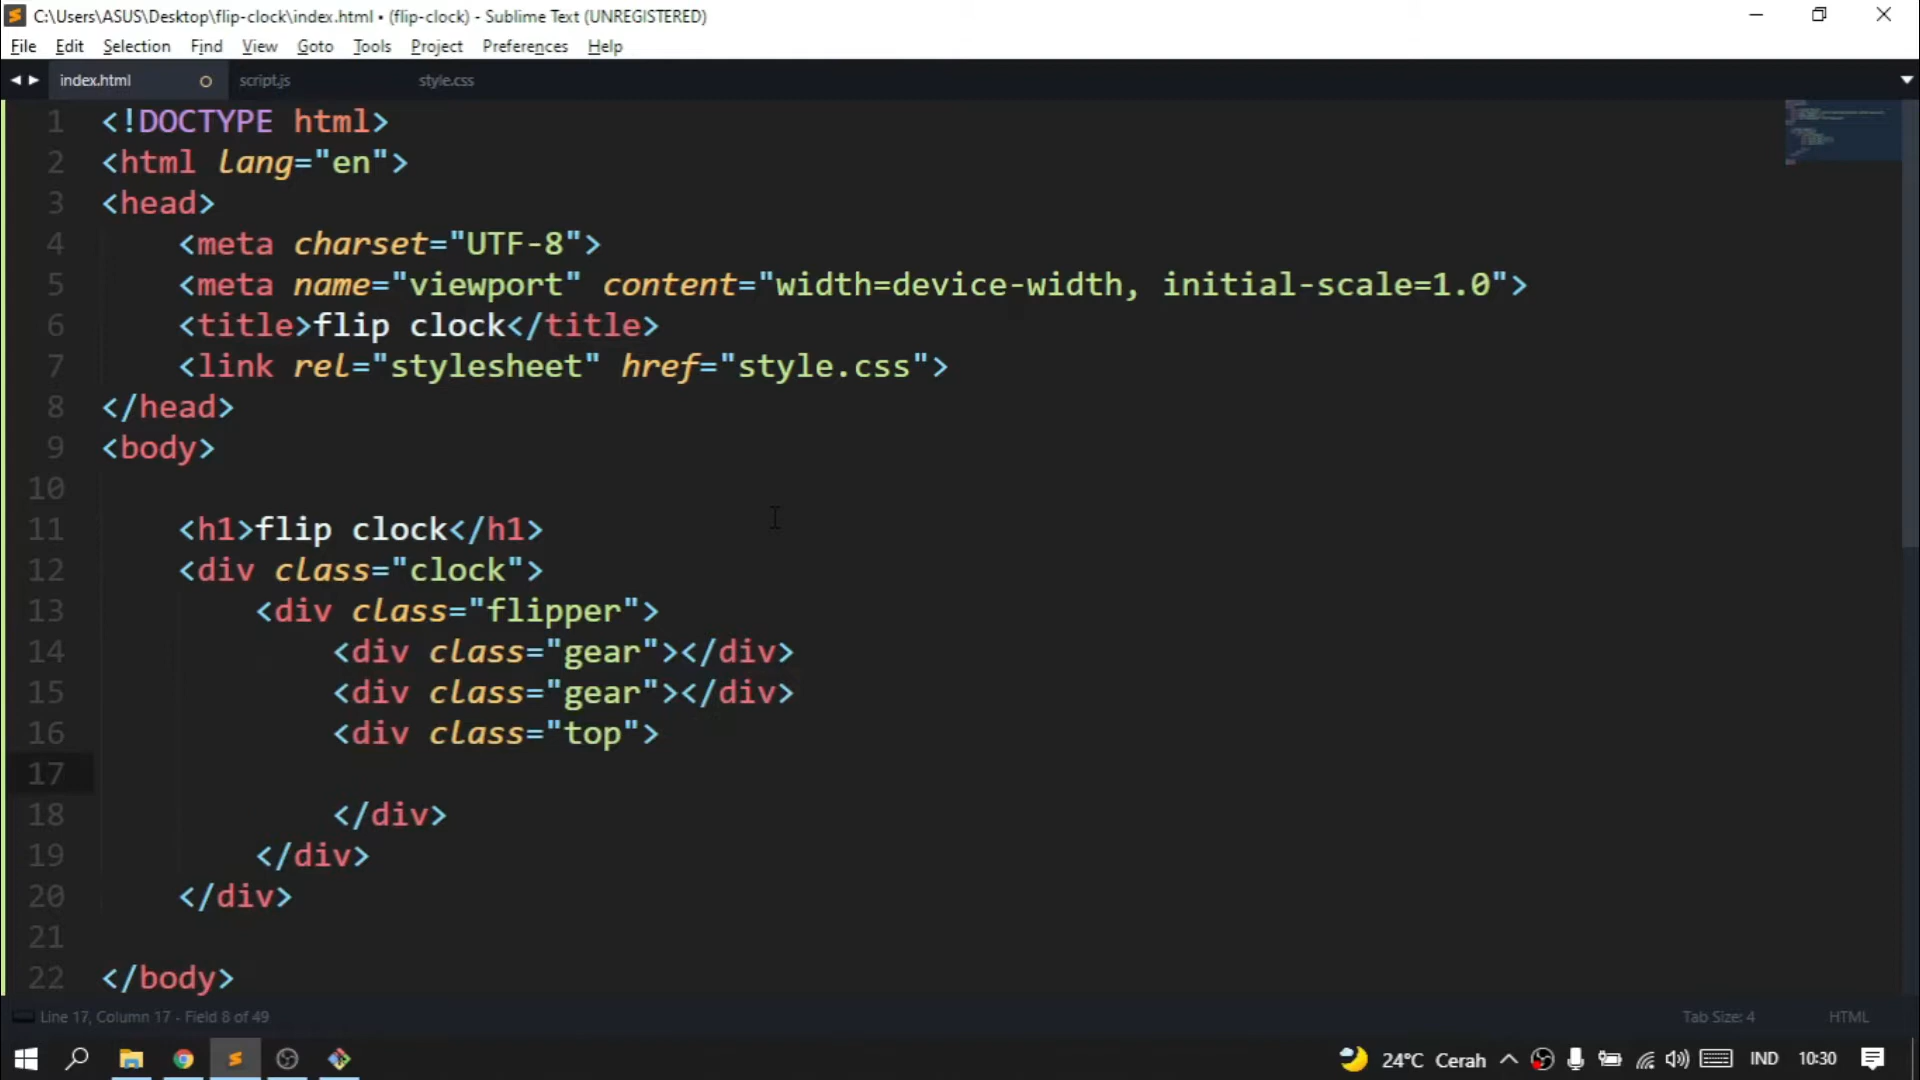 C:\Users\ASUS\Desktop\flip-clock\index.html • (flip-clock) - Sublime Text (UNREGISTERED)
File Edit Selection Find View Goto Tools Project Preferences Help
index.html script.js style.css
1 <!DOCTYPE html>
2 <html lang="en">
3 <head>
4 <meta charset="UTF-8">
5 <meta name="viewport" content="width=device-width, initial-scale=1.0">
6 <title>flip clock</title>
7 <link rel="stylesheet" href="style.css">
8 </head>
9 <body>
10
11 <h1>flip clock</h1>
12 <div class="clock">
13 <div class="flipper">
14 <div class="gear"></div>
15 <div class="gear"></div>
16 <div class="top">
17
18 </div>
19 </div>
20 </div>
21
22 </body>
Line 17, Column 17 - Field 8 of 49 Tab Size: 4 HTML
24°C Cerah IND 10:30